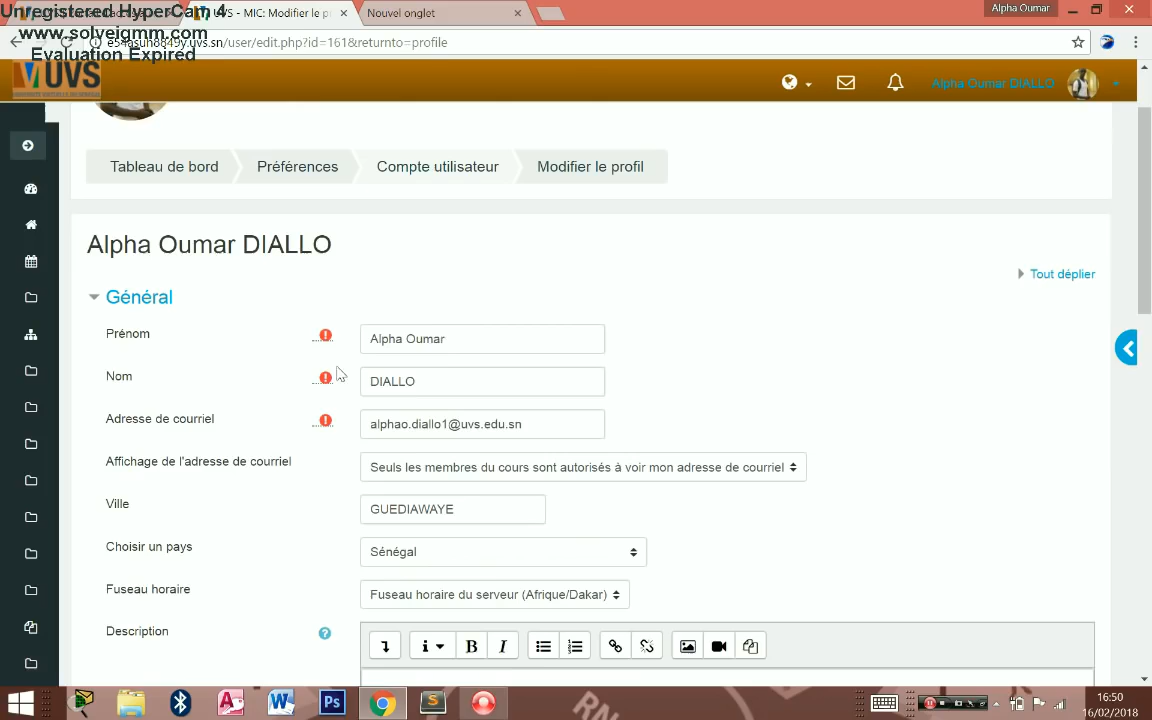 Unregistered HyperCam 4
www.solveigmm.com
Evaluation Expired
UVS - MIC: Modifier le p
Nouvel onglet
Alpha Oumar
e54asuh8849y.uvs.sn/user/edit.php?id=161&returnto=profile
UVS
Alpha Oumar DIALLO
Tableau de bord
Préférences
Compte utilisateur
Modifier le profil
Alpha Oumar DIALLO
Tout déplier
Général
Prénom
Alpha Oumar
Nom
DIALLO
Adresse de courriel
alphao.diallo1@uvs.edu.sn
Affichage de l'adresse de courriel
Seuls les membres du cours sont autorisés à voir mon adresse de courriel
Ville
GUEDIAWAYE
Choisir un pays
Sénégal
Fuseau horaire
Fuseau horaire du serveur (Afrique/Dakar)
Description
B I
Ps
16:50
16/02/2018